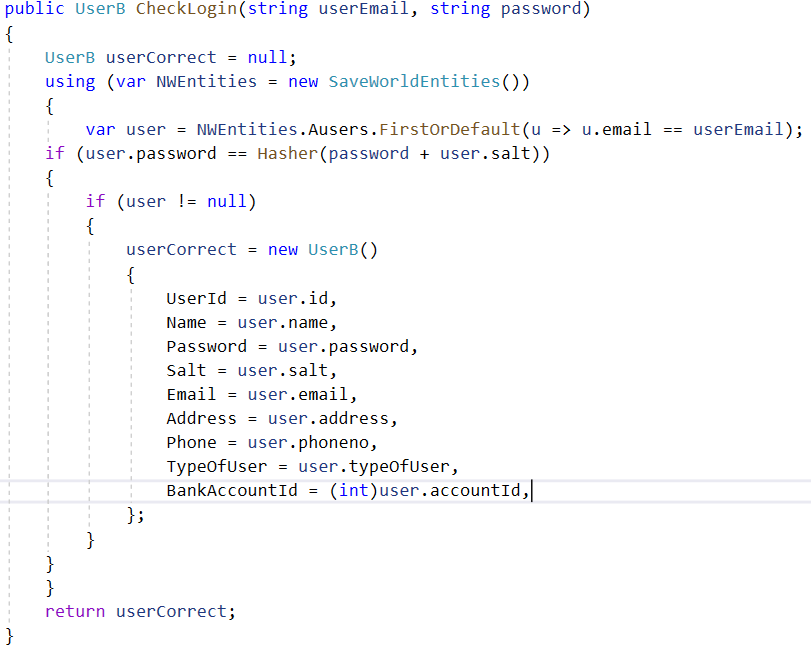 public UserB CheckLogin(string userEmail, string password)
{
    UserB userCorrect = null;
    using (var NWEntities = new SaveWorldEntities())
    {
        var user = NWEntities.Ausers.FirstOrDefault(u => u.email == userEmail);
    if (user.password == Hasher(password + user.salt))
    {
        if (user != null)
        {
            userCorrect = new UserB()
            {
                UserId = user.id,
                Name = user.name,
                Password = user.password,
                Salt = user.salt,
                Email = user.email,
                Address = user.address,
                Phone = user.phoneno,
                TypeOfUser = user.typeOfUser,
                BankAccountId = (int)user.accountId,
            };
        }
    }
    }
    return userCorrect;
}